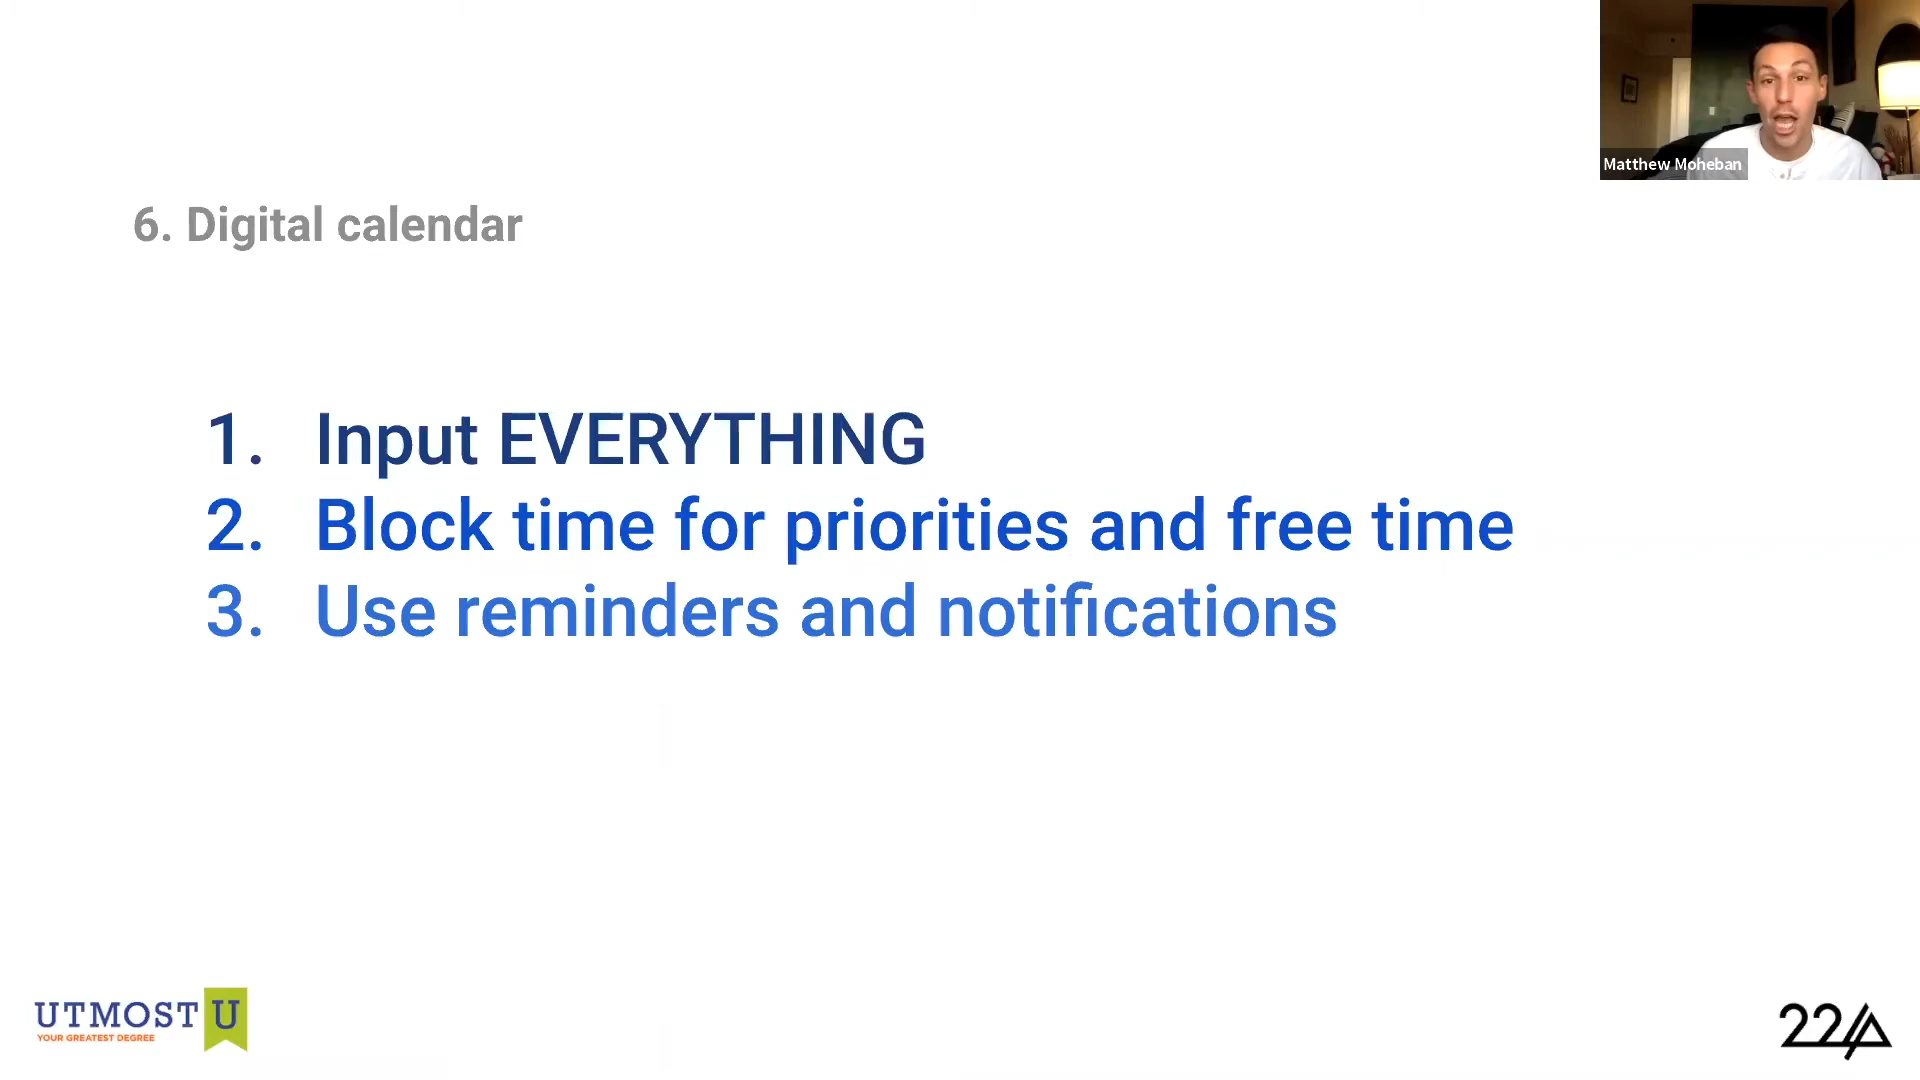 Matthew Moheban
6. Digital calendar
1. Input EVERYTHING
2. Block time for priorities and free time
3. Use reminders and notifications
UTMOST U
YOUR GREATEST DEGREE
22A